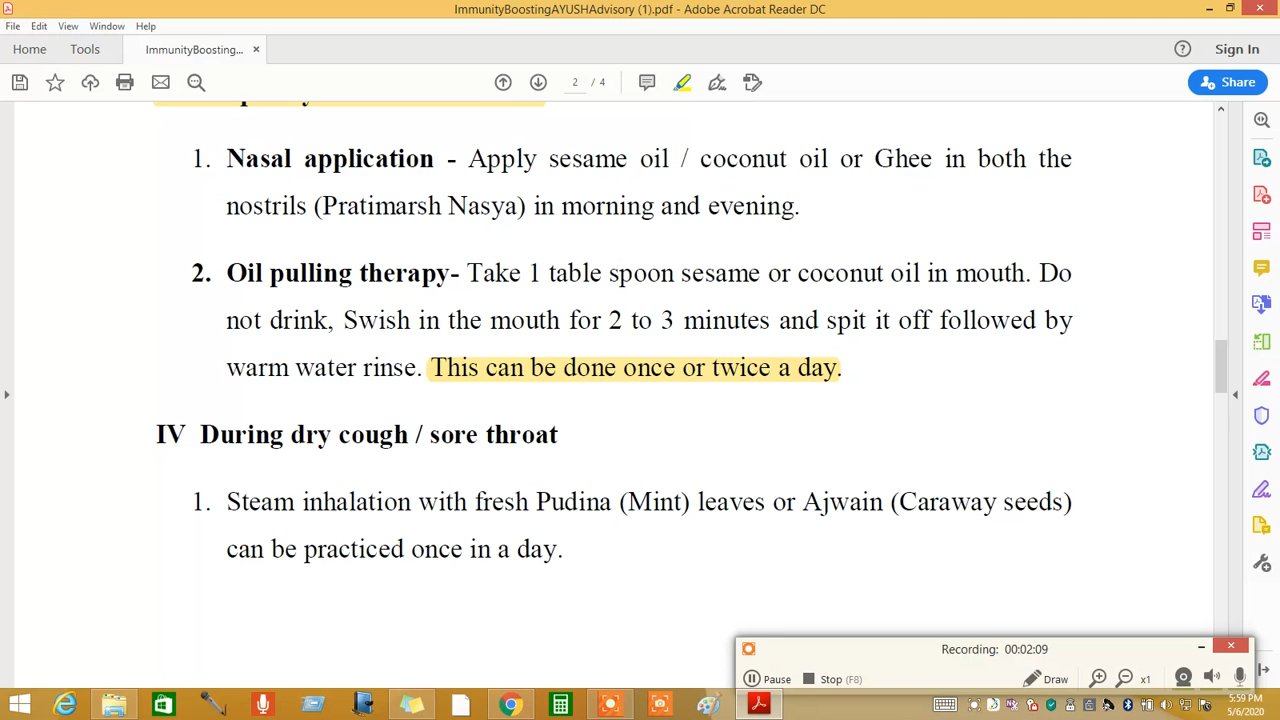 ImmunityBoostingAYUSHAdvisory (1).pdf - Adobe Acrobat Reader DC
File Edit View Window Help
Home Tools ImmunityBoosting... × Sign In
2 / 4 Share
1. Nasal application - Apply sesame oil / coconut oil or Ghee in both the
nostrils (Pratimarsh Nasya) in morning and evening.
2. Oil pulling therapy- Take 1 table spoon sesame or coconut oil in mouth. Do
not drink, Swish in the mouth for 2 to 3 minutes and spit it off followed by
warm water rinse. This can be done once or twice a day.
IV During dry cough / sore throat
1. Steam inhalation with fresh Pudina (Mint) leaves or Ajwain (Caraway seeds)
can be practiced once in a day.
Recording: 00:02:09
Pause Stop (F8) Draw x1
5:59 PM
5/6/2020